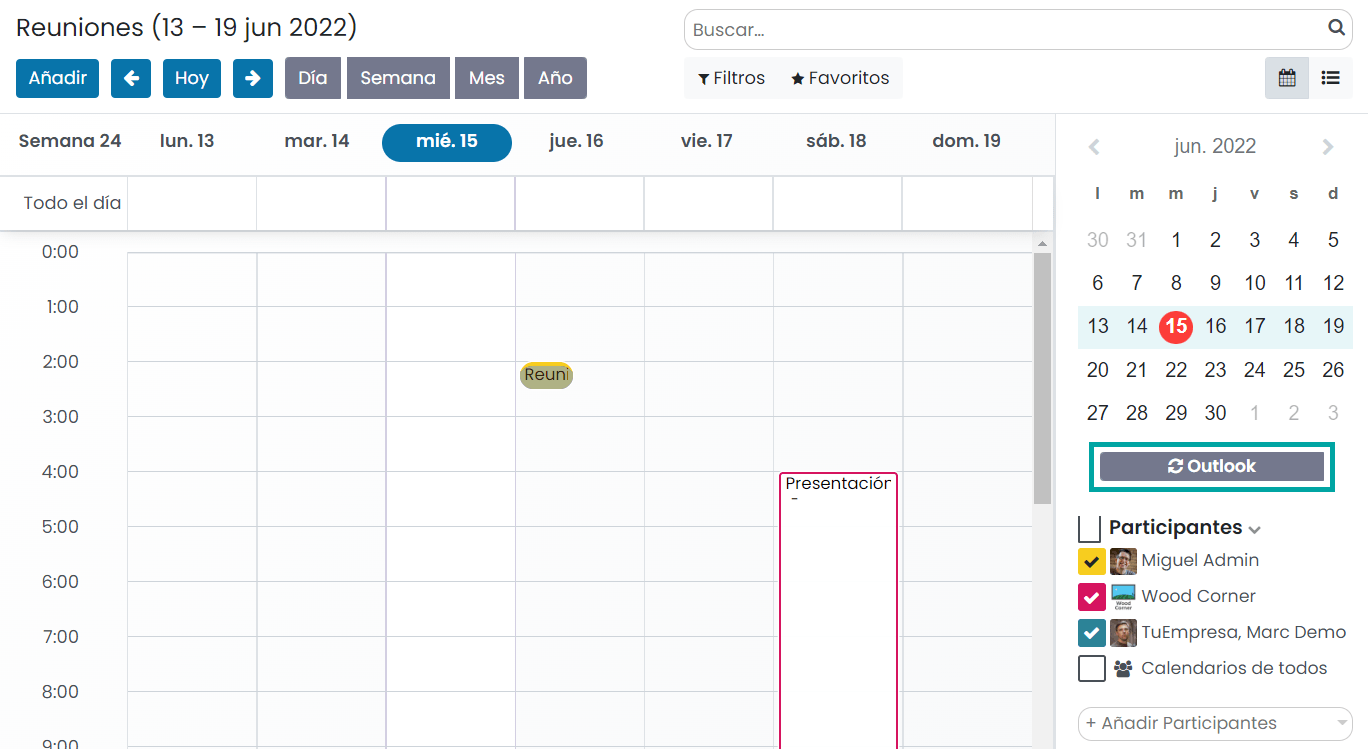 Reuniones (13 – 19 jun 2022)
Buscar...
Añadir Hoy Día Semana Mes Año
Filtros Favoritos
Semana 24 lun. 13 mar. 14 mié. 15 jue. 16 vie. 17 sáb. 18 dom. 19
Todo el día
0:00
1:00
2:00
Reuni
3:00
4:00
Presentación
-
5:00
6:00
7:00
8:00
9:00
jun. 2022
l m m j v s d
30 31 1 2 3 4 5
6 7 8 9 10 11 12
13 14 15 16 17 18 19
20 21 22 23 24 25 26
27 28 29 30 1 2 3
Outlook
Participantes
Miguel Admin
Wood Corner
Wood Corner
TuEmpresa, Marc Demo
Calendarios de todos
+ Añadir Participantes